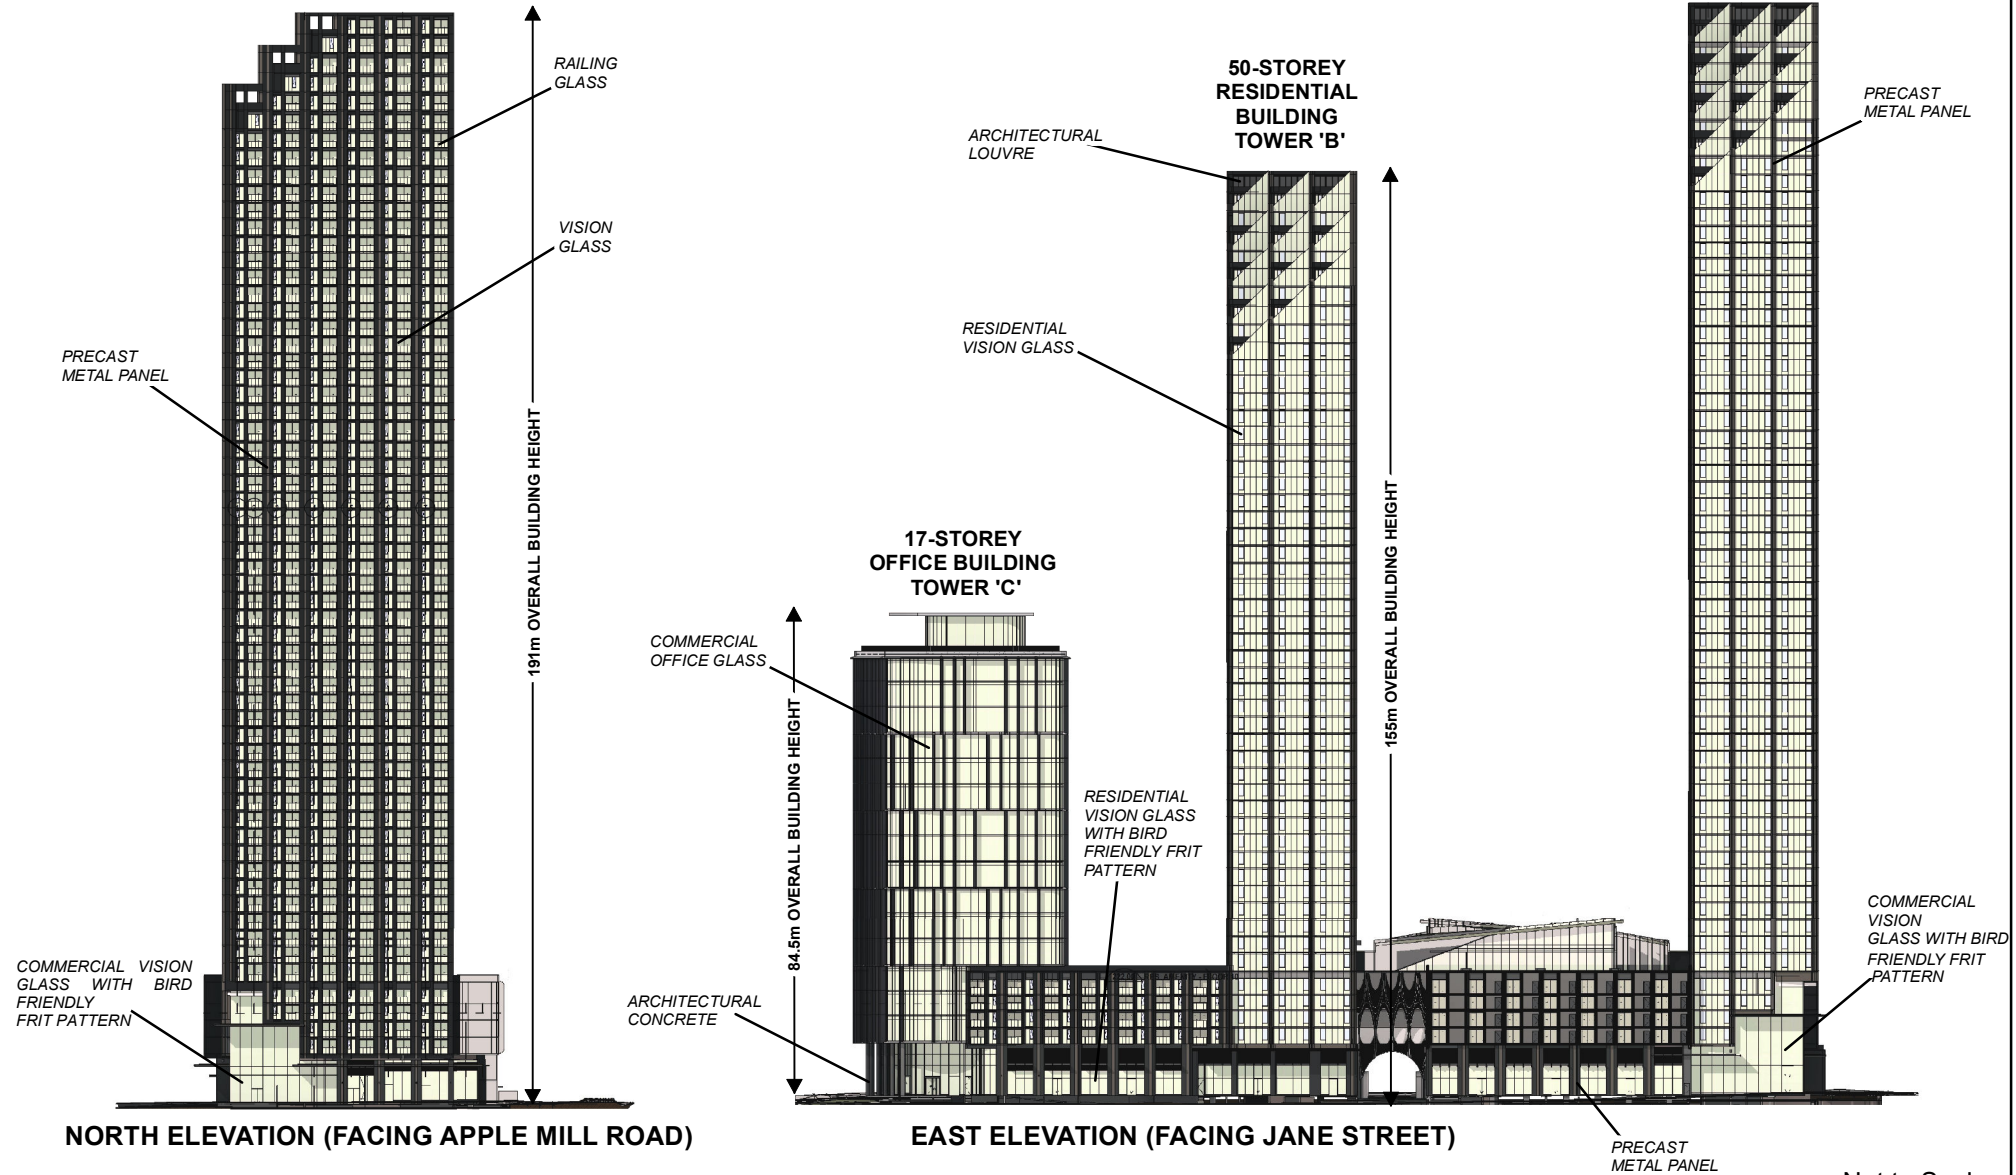 RAILING
GLASS
VISION
GLASS
PRECAST
METAL PANEL
191m OVERALL BUILDING HEIGHT
COMMERCIAL VISION
GLASS WITH BIRD
FRIENDLY
FRIT PATTERN
NORTH ELEVATION (FACING APPLE MILL ROAD)
50-STOREY
RESIDENTIAL
BUILDING
TOWER 'B'
ARCHITECTURAL
LOUVRE
PRECAST
METAL PANEL
RESIDENTIAL
VISION GLASS
155m OVERALL BUILDING HEIGHT
17-STOREY
OFFICE BUILDING
TOWER 'C'
COMMERCIAL
OFFICE GLASS
84.5m OVERALL BUILDING HEIGHT
RESIDENTIAL
VISION GLASS
WITH BIRD
FRIENDLY FRIT
PATTERN
COMMERCIAL
VISION
GLASS WITH BIRD
FRIENDLY FRIT
PATTERN
ARCHITECTURAL
CONCRETE
EAST ELEVATION (FACING JANE STREET)
PRECAST
METAL PANEL